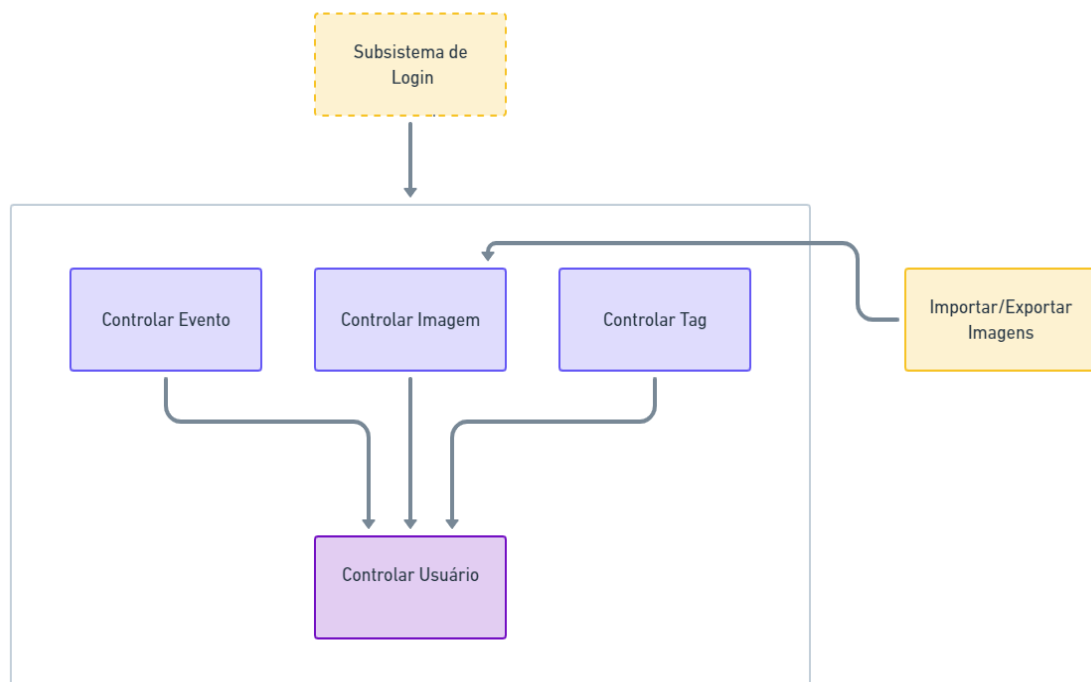 Subsistema de
Login
Controlar Evento
Controlar Imagem
Controlar Tag
Importar/Exportar
Imagens
Controlar Usuário